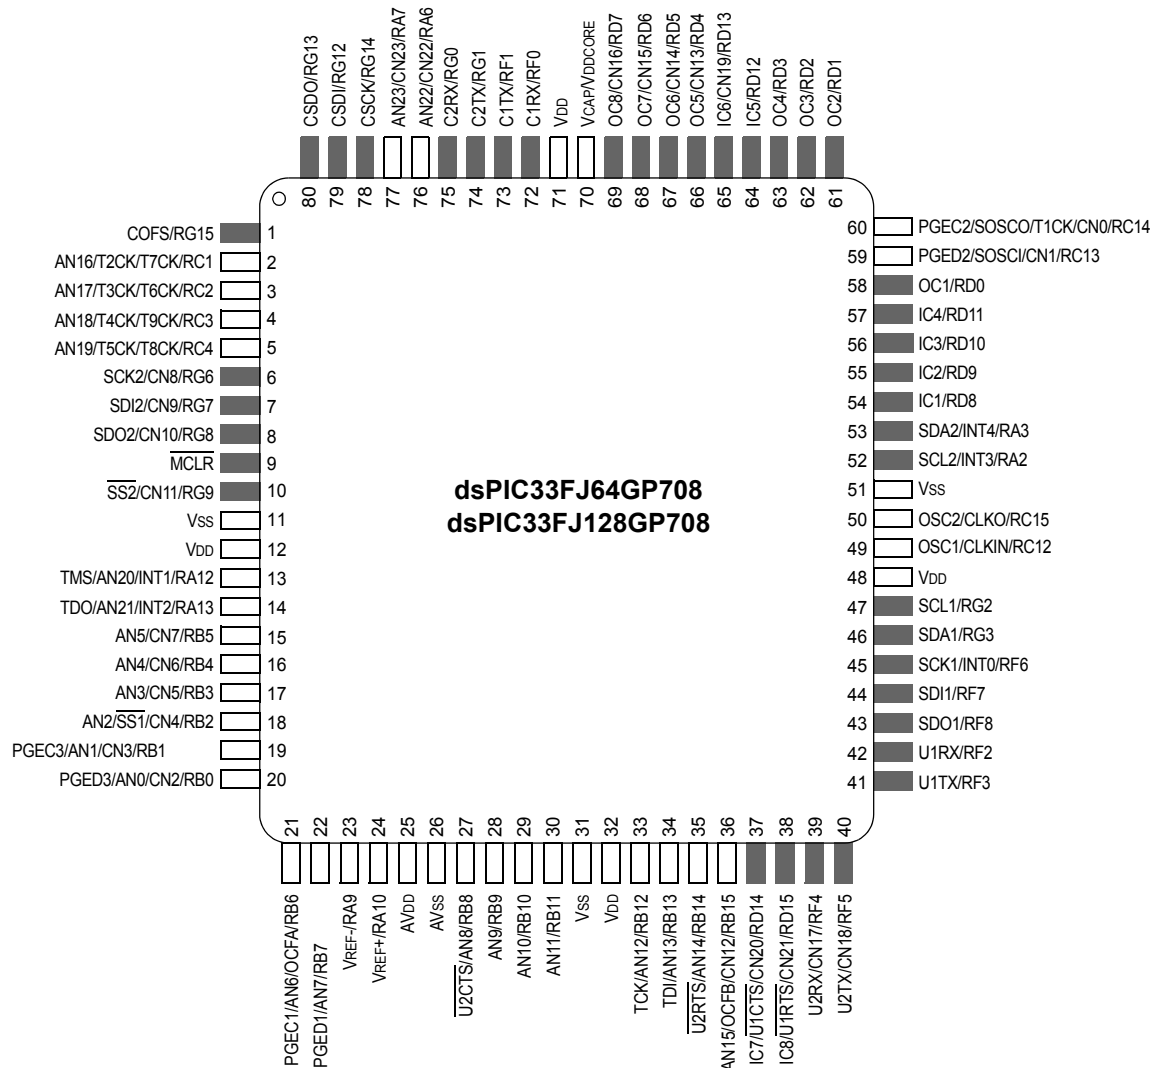 CSDO/RG13
CSDI/RG12
CSCK/RG14
AN23/CN23/RA7
AN22/CN22/RA6
C2RX/RG0
C2TX/RG1
C1TX/RF1
C1RX/RF0
VDD
VCAP/VDDCORE
OC8/CN16/RD7
OC7/CN15/RD6
OC6/CN14/RD5
OC5/CN13/RD4
IC6/CN19/RD13
IC5/RD12
OC4/RD3
OC3/RD2
OC2/RD1
80 79 78 77 76 75 74 73 72 71 70 69 68 67 66 65 64 63 62 61
COFS/RG15 1
AN16/T2CK/T7CK/RC1 2
AN17/T3CK/T6CK/RC2 3
AN18/T4CK/T9CK/RC3 4
AN19/T5CK/T8CK/RC4 5
SCK2/CN8/RG6 6
SDI2/CN9/RG7 7
SDO2/CN10/RG8 8
MCLR 9
SS2/CN11/RG9 10
VSS 11
VDD 12
TMS/AN20/INT1/RA12 13
TDO/AN21/INT2/RA13 14
AN5/CN7/RB5 15
AN4/CN6/RB4 16
AN3/CN5/RB3 17
AN2/SS1/CN4/RB2 18
PGEC3/AN1/CN3/RB1 19
PGED3/AN0/CN2/RB0 20
dsPIC33FJ64GP708
dsPIC33FJ128GP708
60 PGEC2/SOSCO/T1CK/CN0/RC14
59 PGED2/SOSCI/CN1/RC13
58 OC1/RD0
57 IC4/RD11
56 IC3/RD10
55 IC2/RD9
54 IC1/RD8
53 SDA2/INT4/RA3
52 SCL2/INT3/RA2
51 VSS
50 OSC2/CLKO/RC15
49 OSC1/CLKIN/RC12
48 VDD
47 SCL1/RG2
46 SDA1/RG3
45 SCK1/INT0/RF6
44 SDI1/RF7
43 SDO1/RF8
42 U1RX/RF2
41 U1TX/RF3
21 22 23 24 25 26 27 28 29 30 31 32 33 34 35 36 37 38 39 40
PGEC1/AN6/OCFA/RB6
PGED1/AN7/RB7
VREF-/RA9
VREF+/RA10
AVDD
AVSS
U2CTS/AN8/RB8
AN9/RB9
AN10/RB10
AN11/RB11
VSS
VDD
TCK/AN12/RB12
TDI/AN13/RB13
U2RTS/AN14/RB14
AN15/OCFB/CN12/RB15
IC7/U1CTS/CN20/RD14
IC8/U1RTS/CN21/RD15
U2RX/CN17/RF4
U2TX/CN18/RF5